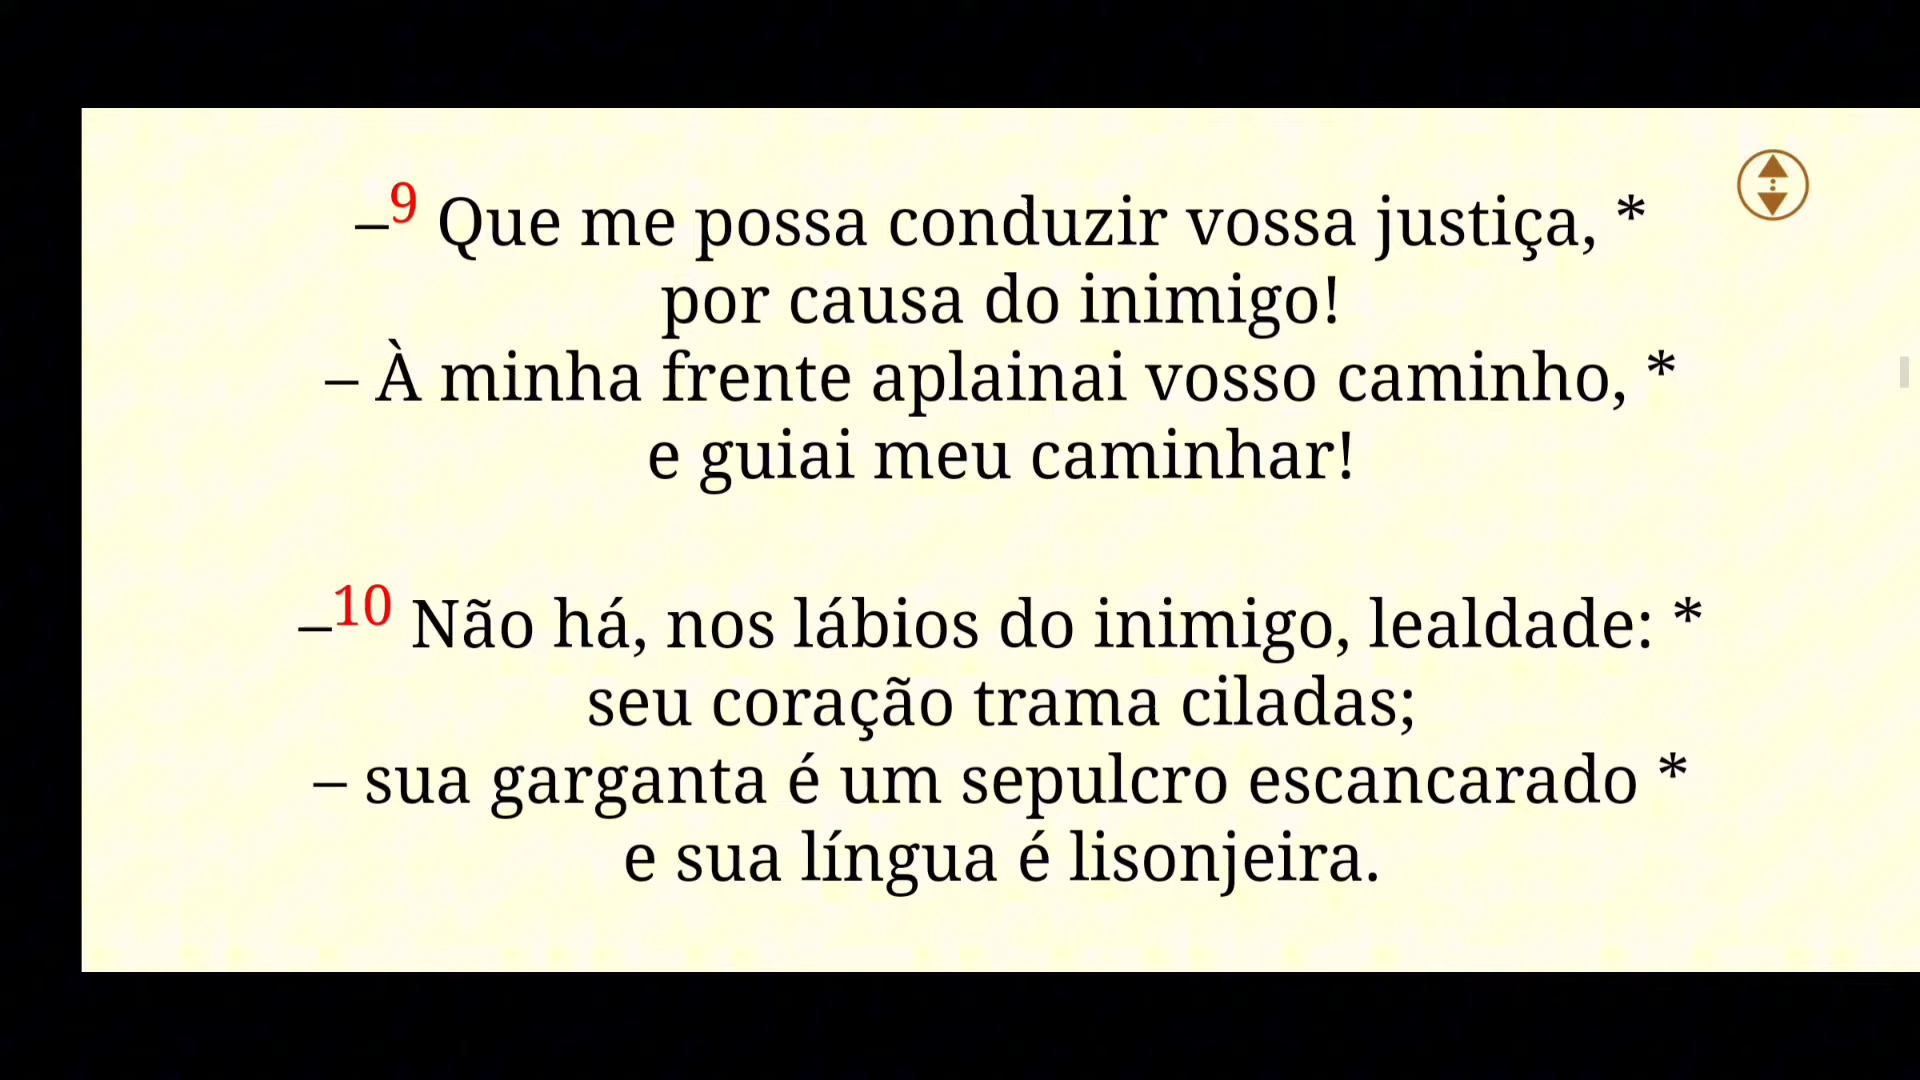 –9 Que me possa conduzir vossa justiça, *
por causa do inimigo!
– À minha frente aplainai vosso caminho, *
e guiai meu caminhar!
–10 Não há, nos lábios do inimigo, lealdade: *
seu coração trama ciladas;
– sua garganta é um sepulcro escancarado *
e sua língua é lisonjeira.